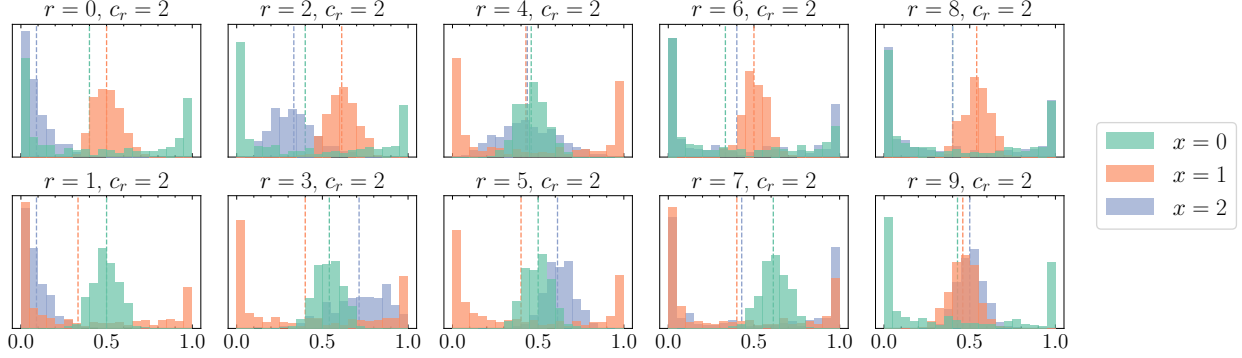 r = 0, c_r = 2
r = 2, c_r = 2
r = 4, c_r = 2
r = 6, c_r = 2
r = 8, c_r = 2
r = 1, c_r = 2
r = 3, c_r = 2
r = 5, c_r = 2
r = 7, c_r = 2
r = 9, c_r = 2
0.0 0.5 1.0
0.0 0.5 1.0
0.0 0.5 1.0
0.0 0.5 1.0
0.0 0.5 1.0
x = 0
x = 1
x = 2